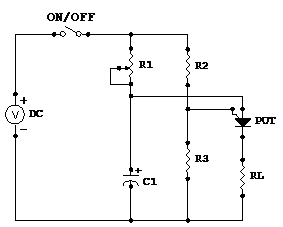 ON/OFF
R1
R2
+
V
DC
-
PUT
+
C1
R3
RL